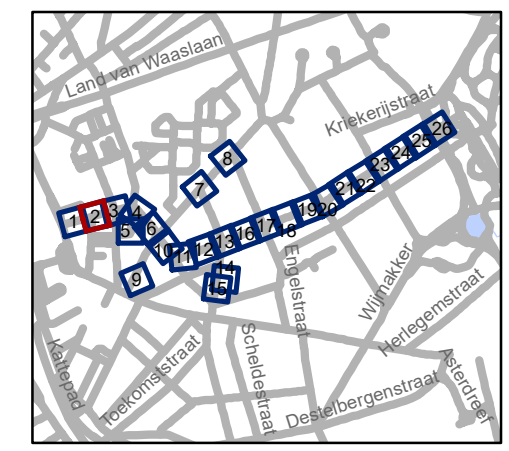 Land van Waaslaan
Kriekerijstraat
26
25
24
23
8
7
22
21
20
19
1
2
3
4
5
6
18
17
16
13
12
10
11
14
15
9
Engelstraat
Wijmakker
Herlegemstraat
Kattepad
Toekomststraat
Scheldestraat
Destelbergenstraat
Asterdreef